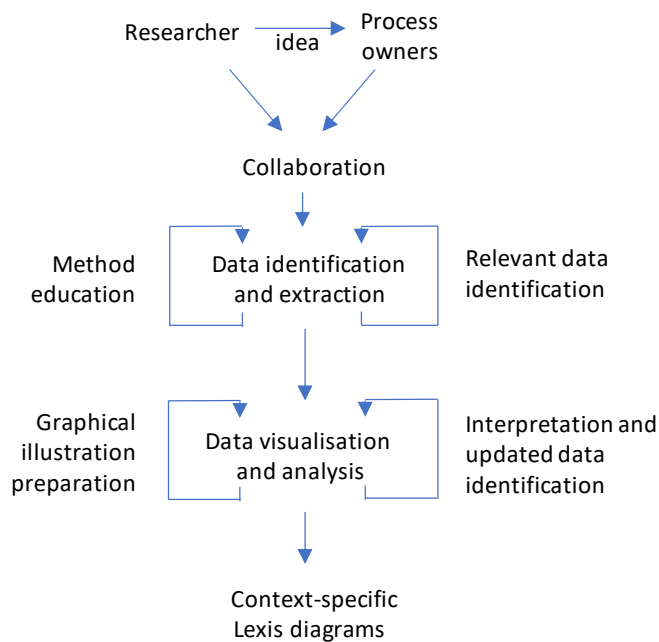 Researcher
idea
Process
owners
Collaboration
Method
education
Data identification
and extraction
Relevant data
identification
Graphical
illustration
preparation
Data visualisation
and analysis
Interpretation and
updated data
identification
Context-specific
Lexis diagrams